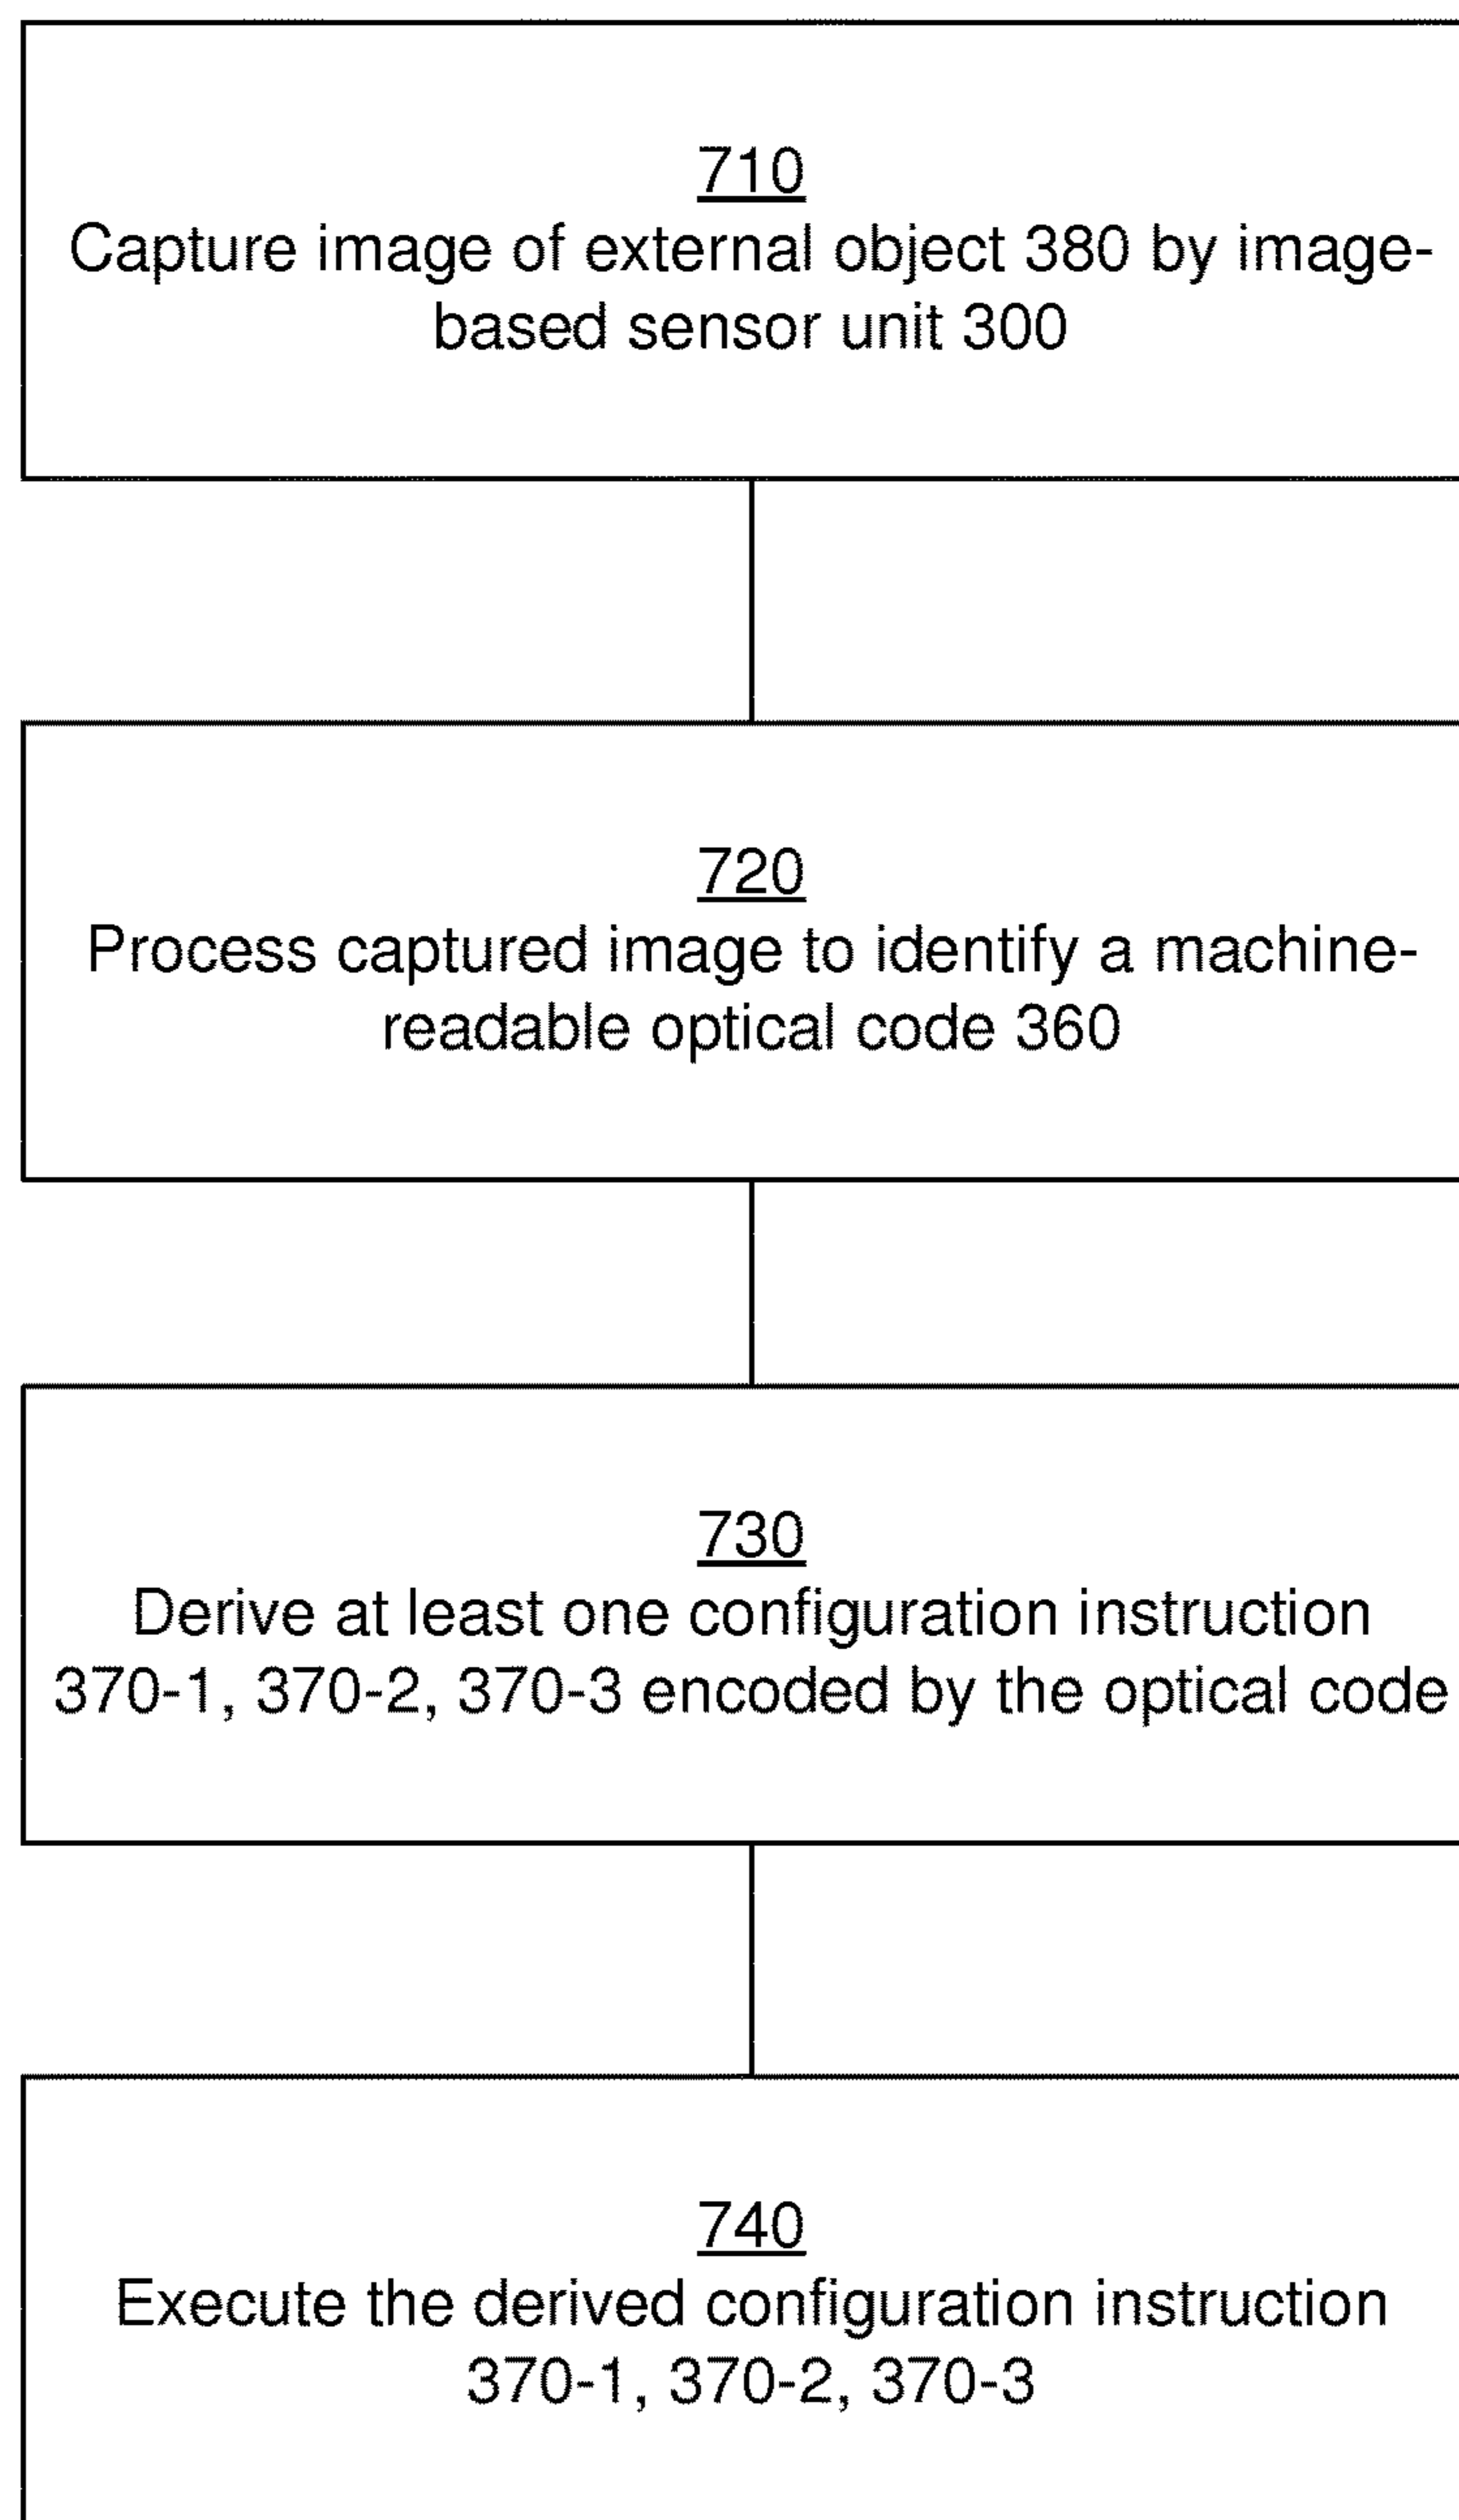 710
Capture image of external object 380 by image-
based sensor unit 300
720
Process captured image to identify a machine-
readable optical code 360
730
Derive at least one configuration instruction
370-1, 370-2, 370-3 encoded by the optical code
740
Execute the derived configuration instruction
370-1, 370-2, 370-3